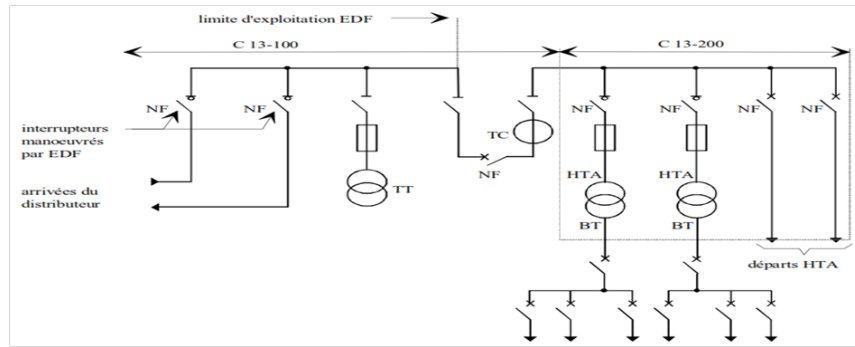 limite d'exploitation EDF
C 13-100
C 13-200
NF
NF
NF
NF
NF
NF
interrupteurs
manoeuvrés
par EDF
TC
NF
HTA
HTA
arrivées du
distributeur
TT
BT
BT
départs HTA